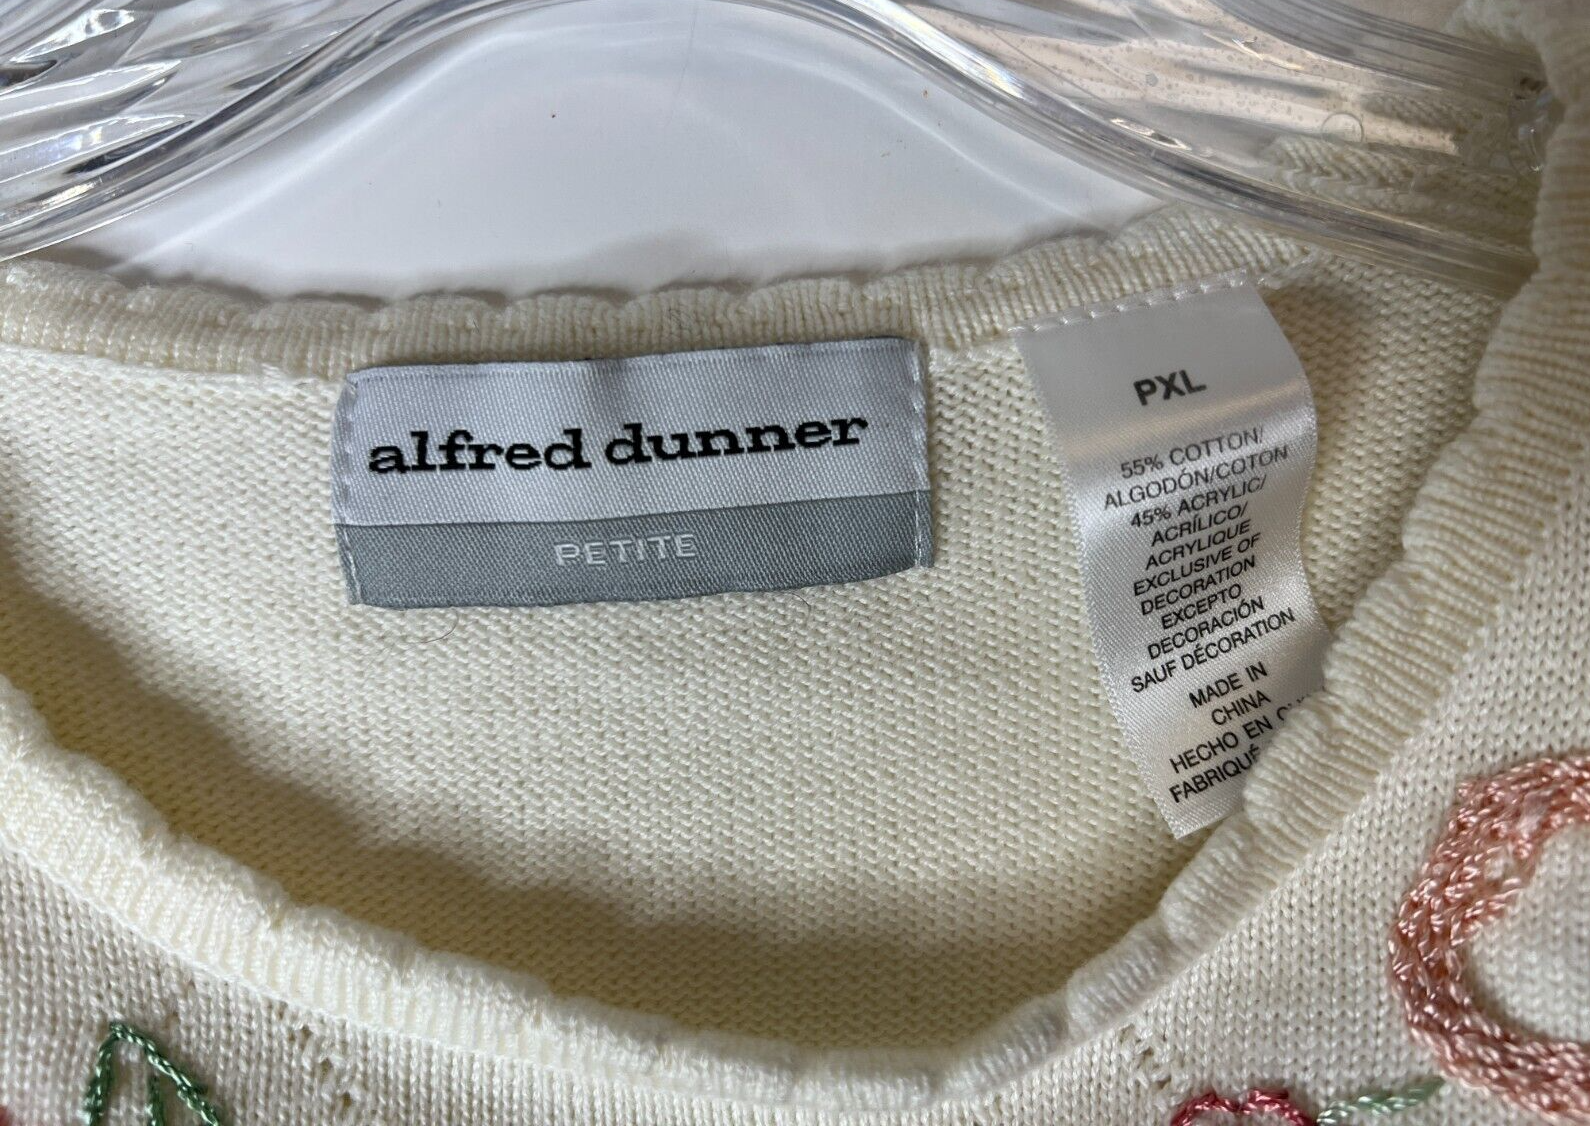 alfred dunner
PETITE
PXL
55% COTTON/
ALGODÓN/COTON
45% ACRYLIC/
ACRÍLICO/
ACRYLIQUE
EXCLUSIVE OF
DECORATION
EXCEPTO
DECORACIÓN
SAUF DÉCORATION
MADE IN
CHINA
HECHO EN
FABRIQUÉ